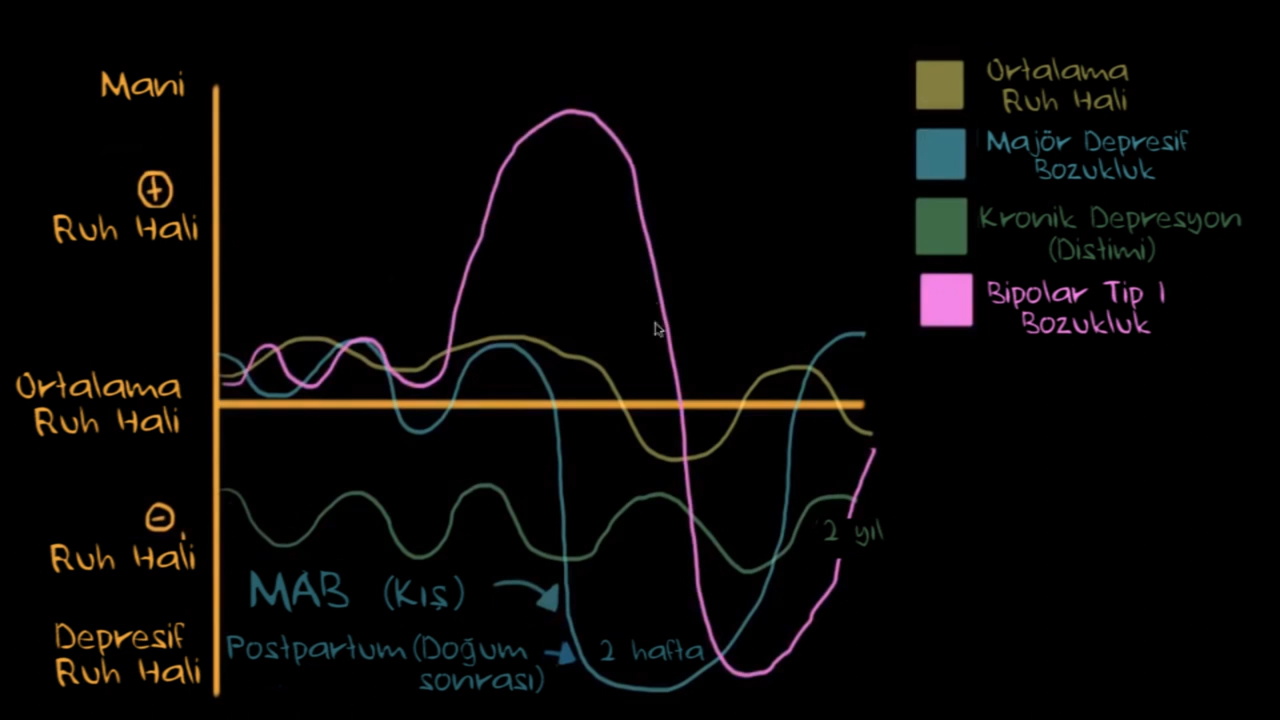 Mani
+
Ruh Hali
Ortalama
Ruh Hali
-
Ruh Hali
Depresif
Ruh Hali
MAB (Kış)
Postpartum (Doğum
sonrası)
2 hafta
2 yıl
Ortalama
Ruh Hali
Majör Depresif
Bozukluk
Kronik Depresyon
(Distimi)
Bipolar Tip 1
Bozukluk